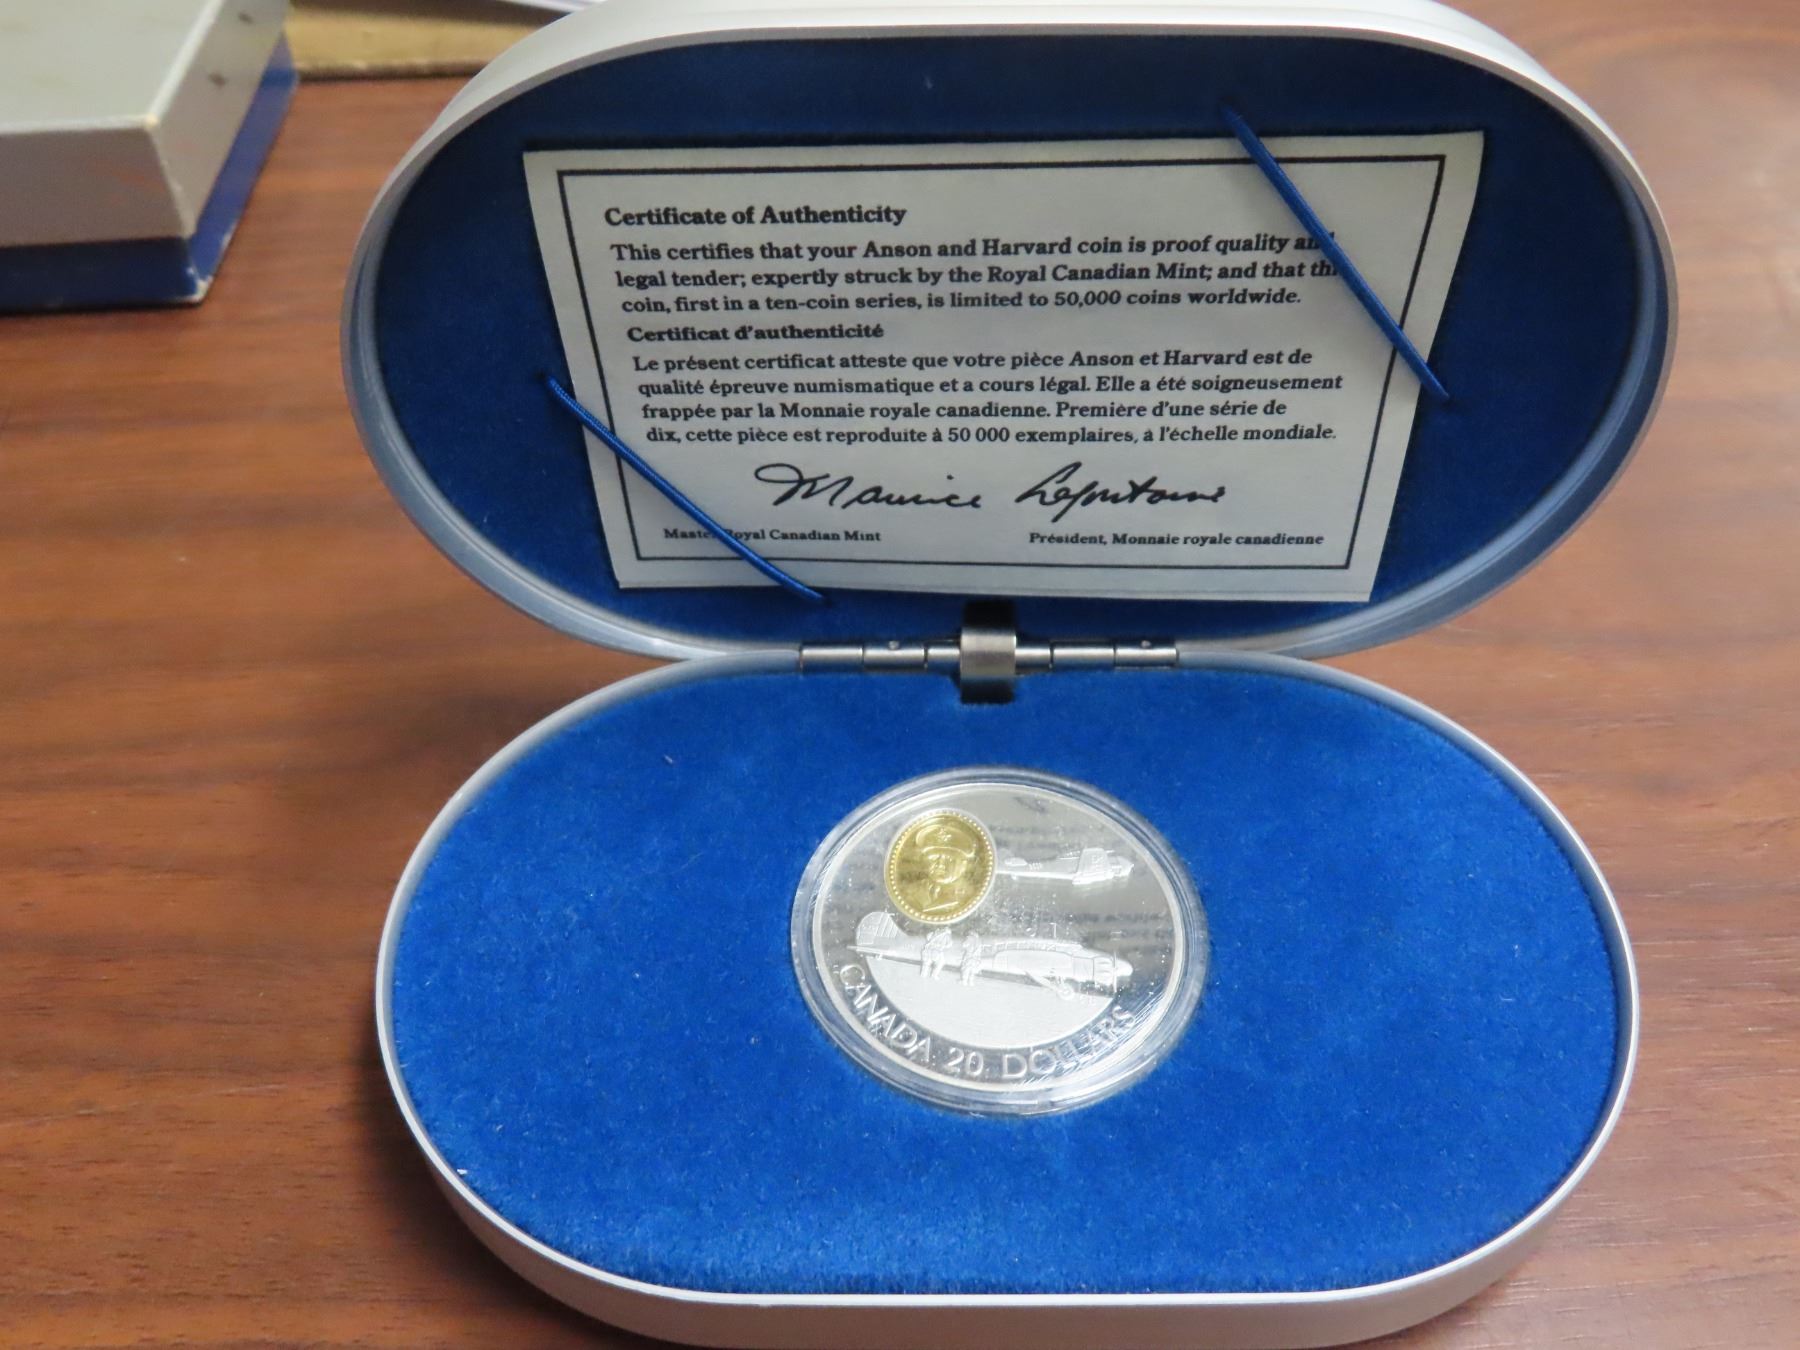 Certificate of Authenticity
This certifies that your Anson and Harvard coin is proof quality and
legal tender; expertly struck by the Royal Canadian Mint; and that
coin, first in a ten-coin series, is limited to 50,000 coins worldwide.
Certificat d'authenticité
Le présent certificat atteste que votre pièce Anson et Harvard est de
qualité épreuve numismatique et a cours légal. Elle a été soigneusement
frappée par la Monnaie royale canadienne. Première d'une série de
dix, cette pièce est reproduite à 50 000 exemplaires, à l'échelle mondiale.
Maurice Lafontaine
Master Royal Canadian Mint
Président, Monnaie royale canadienne
CANADA 20 DOLLARS